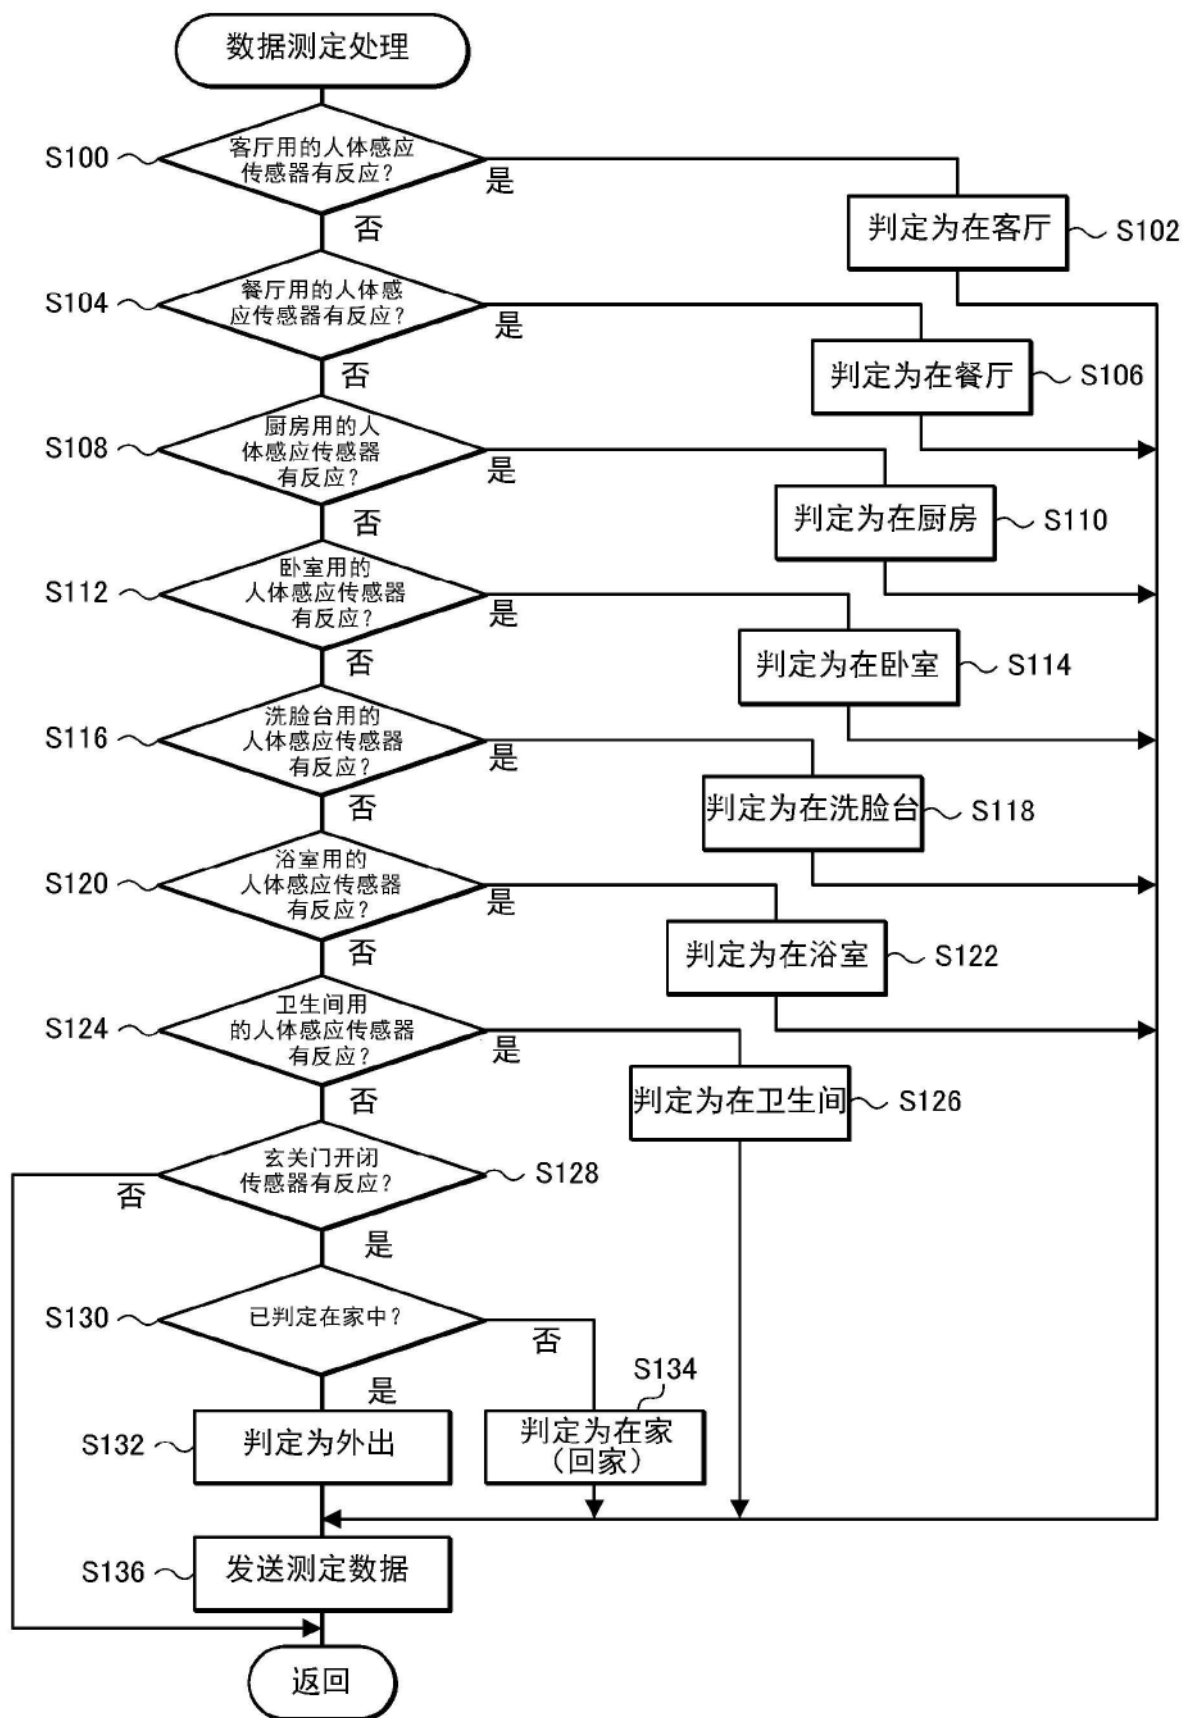 数据测定处理
S100
客厅用的人体感应
传感器有反应?
是
否
判定为在客厅
S102
S104
餐厅用的人体感
应传感器有反应?
是
否
判定为在餐厅
S106
S108
厨房用的人
体感应传感器
有反应?
是
否
判定为在厨房
S110
S112
卧室用的
人体感应传感器
有反应?
是
否
判定为在卧室
S114
S116
洗脸台用的
人体感应传感器
有反应?
是
否
判定为在洗脸台
S118
S120
浴室用的
人体感应传感器
有反应?
是
否
判定为在浴室
S122
S124
卫生间用
的人体感应传感器
有反应?
是
否
判定为在卫生间
S126
玄关门开闭
传感器有反应?
S128
否
是
S130
已判定在家中?
否
是
S132
判定为外出
S134
判定为在家
(回家)
S136
发送测定数据
返回